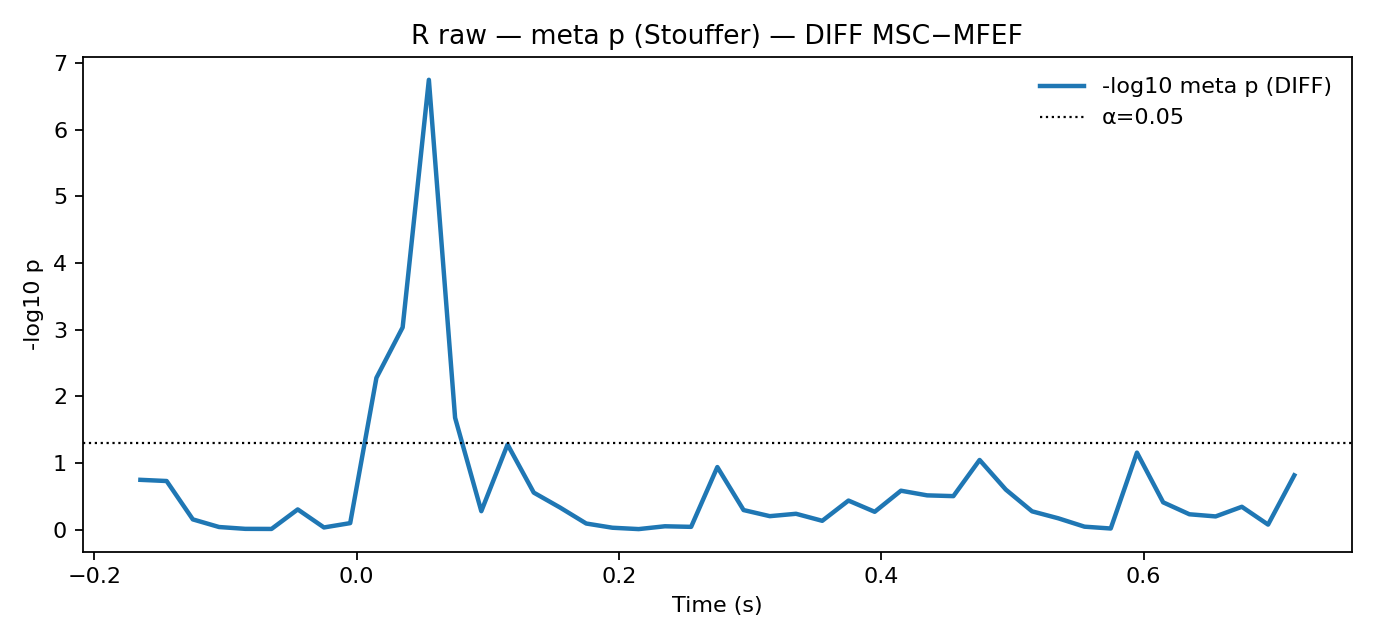 R raw — meta p (Stouffer) — DIFF MSC−MFEF
-log10 meta p (DIFF)
α=0.05
-log10 p
7
6
5
4
3
2
1
0
−0.2 0.0 0.2 0.4 0.6
Time (s)